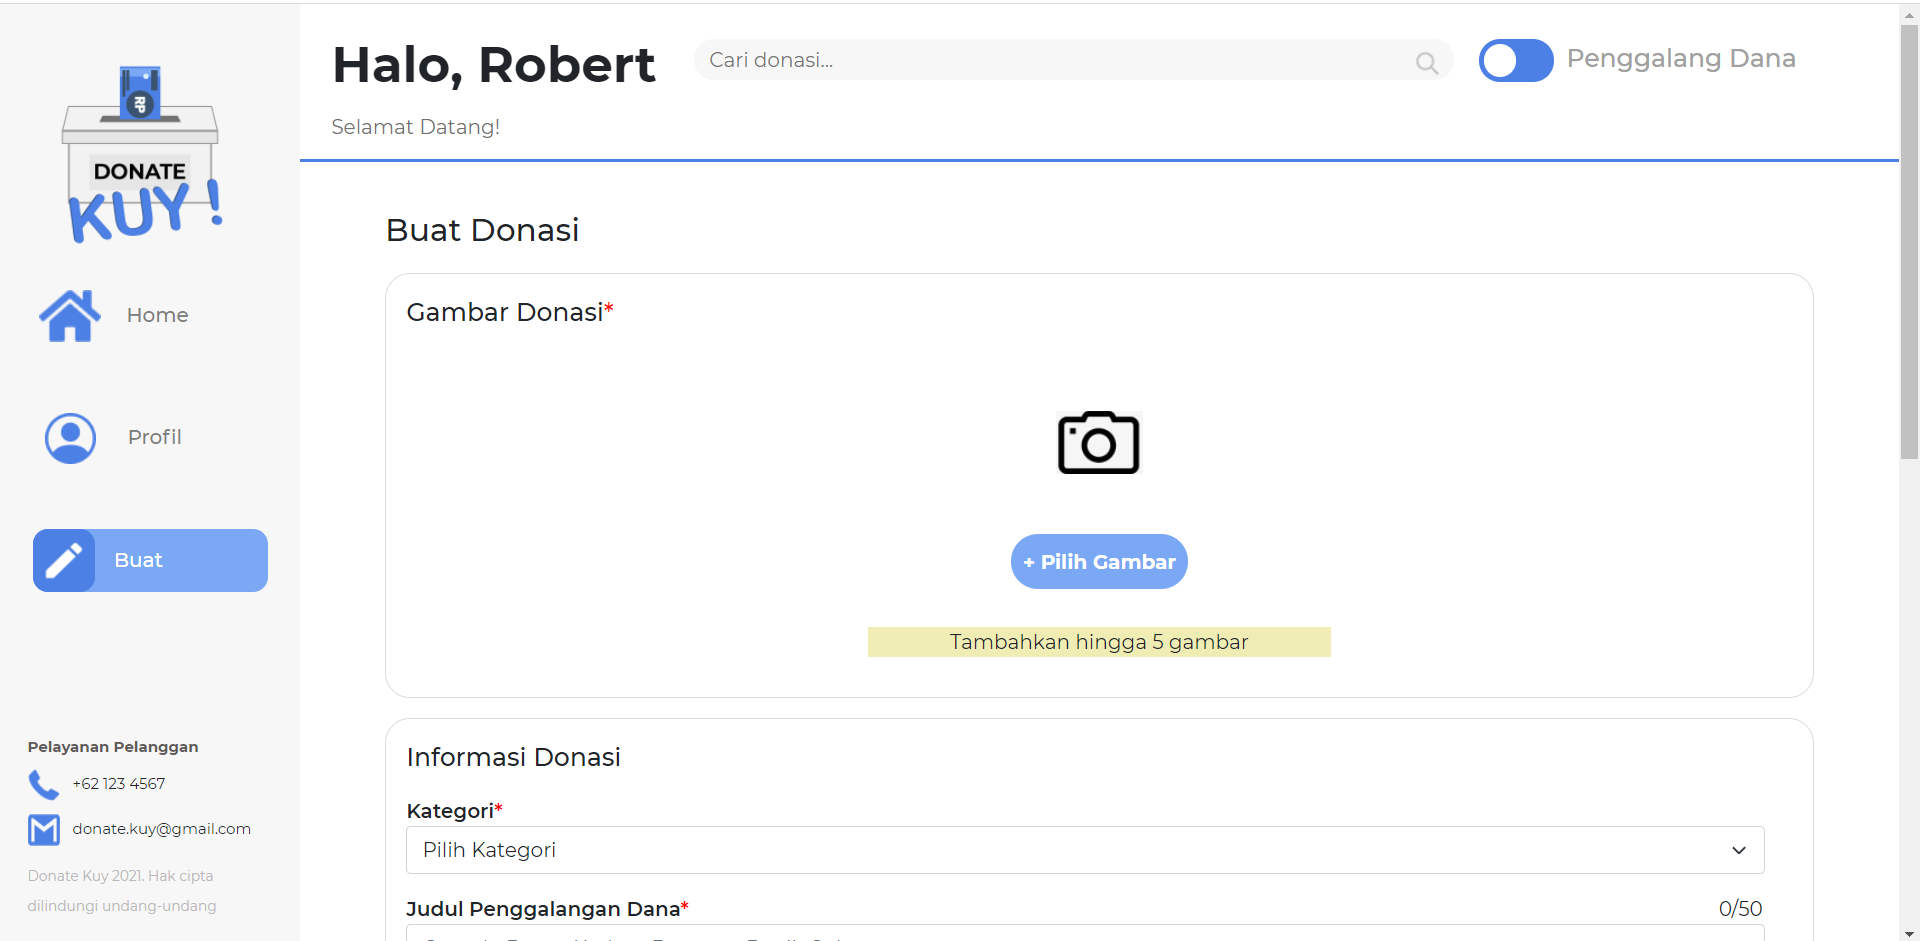 RP
DONATE
KUY !
Home
Profil
Buat
Pelayanan Pelanggan
+62 123 4567
donate.kuy@gmail.com
Donate Kuy 2021. Hak cipta
dilindungi undang-undang
Halo, Robert
Cari donasi...
Penggalang Dana
Selamat Datang!
Buat Donasi
Gambar Donasi*
+ Pilih Gambar
Tambahkan hingga 5 gambar
Informasi Donasi
Kategori*
Pilih Kategori
Judul Penggalangan Dana*
0/50